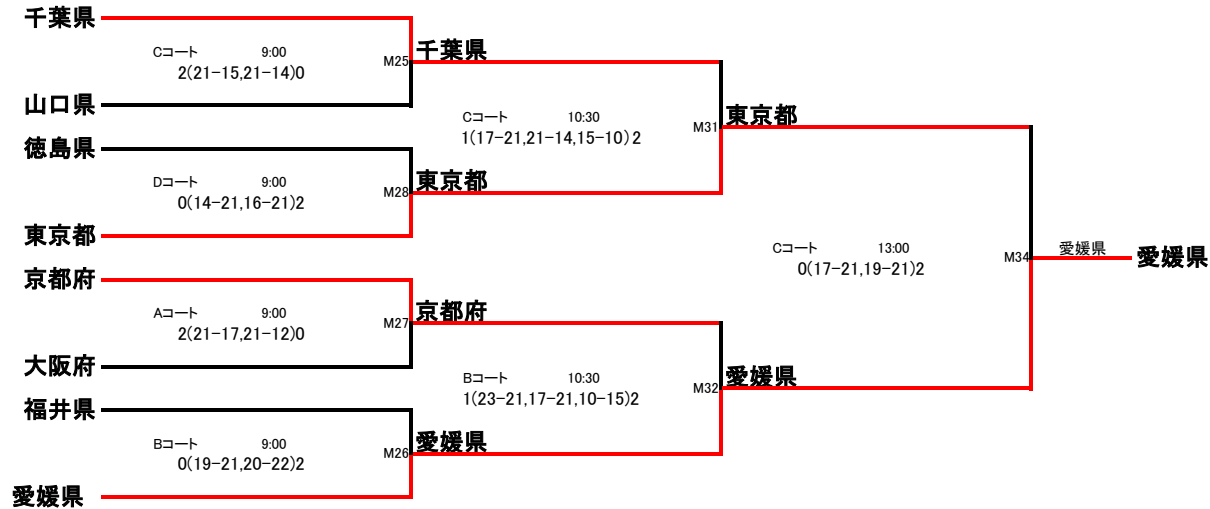 千葉県
Cコート 9:00
2(21-15,21-14)0
M25
千葉県
山口県
Cコート 10:30
1(17-21,21-14,15-10)2
M31
東京都
徳島県
Dコート 9:00
0(14-21,16-21)2
M28
東京都
東京都
Cコート 13:00
0(17-21,19-21)2
M34
愛媛県
愛媛県
京都府
Aコート 9:00
2(21-17,21-12)0
M27
京都府
大阪府
Bコート 10:30
1(23-21,17-21,10-15)2
M32
愛媛県
福井県
Bコート 9:00
0(19-21,20-22)2
M26
愛媛県
愛媛県